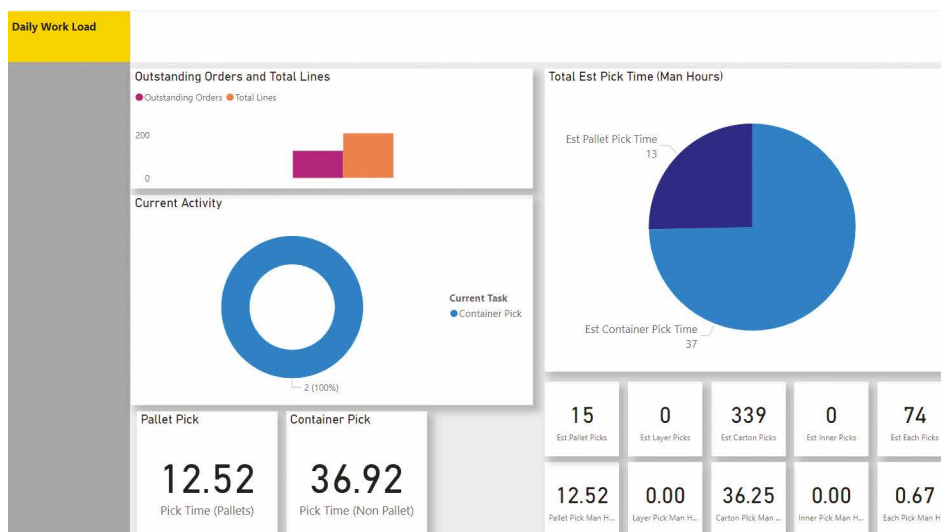 Daily Work Load
Outstanding Orders and Total Lines
Outstanding Orders Total Lines
200
0
Current Activity
Current Task
Container Pick
2 (100%)
Total Est Pick Time (Man Hours)
Est Pallet Pick Time
13
Est Container Pick Time
37
Pallet Pick
12.52
Pick Time (Pallets)
Container Pick
36.92
Pick Time (Non Pallet)
15
Est Pallet Picks
0
Est Layer Picks
339
Est Carton Picks
0
Est Inner Picks
74
Est Each Picks
12.52
Pallet Pick Man H...
0.00
Layer Pick Man H...
36.25
Carton Pick Man ...
0.00
Inner Pick Man H...
0.67
Each Pick Man H